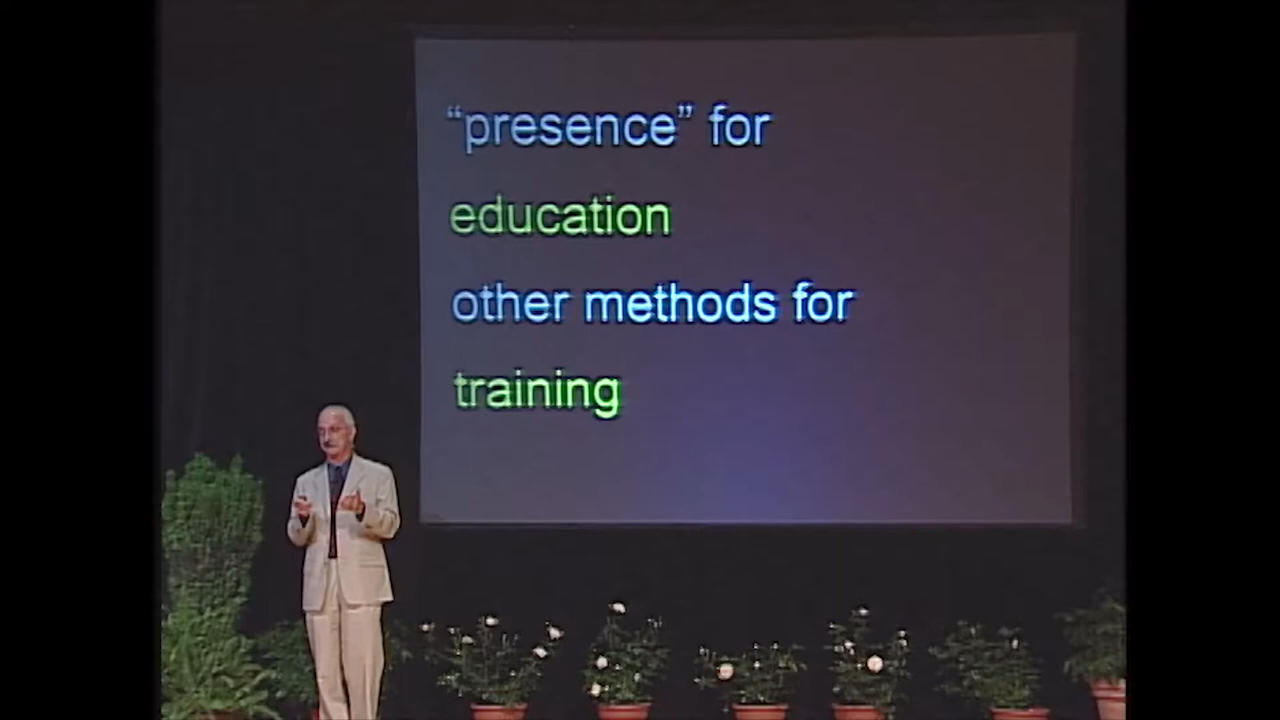 “presence” for
education
other methods for
training